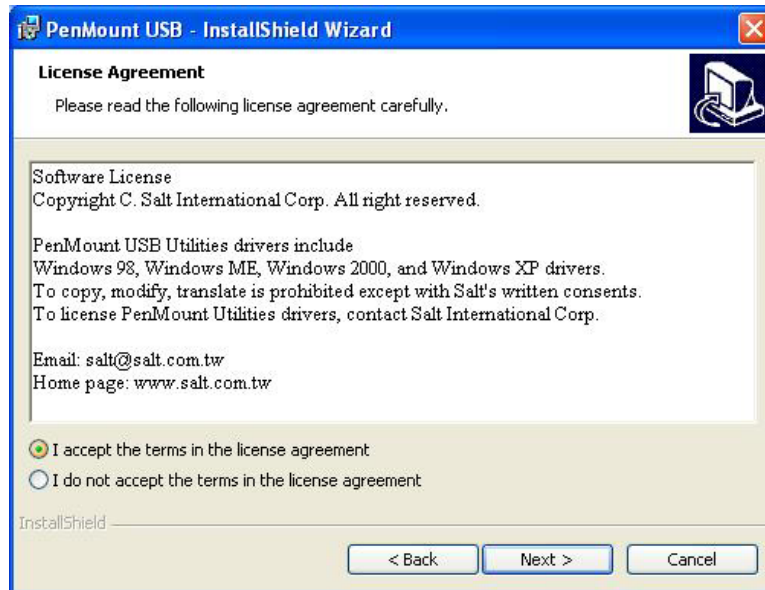 PenMount USB - InstallShield Wizard
License Agreement
Please read the following license agreement carefully.
Software License
Copyright C. Salt International Corp. All right reserved.
PenMount USB Utilities drivers include
Windows 98, Windows ME, Windows 2000, and Windows XP drivers.
To copy, modify, translate is prohibited except with Salt's written consents.
To license PenMount Utilities drivers, contact Salt International Corp.
Email: salt@salt.com.tw
Home page: www.salt.com.tw
I accept the terms in the license agreement
I do not accept the terms in the license agreement
InstallShield
< Back Next > Cancel